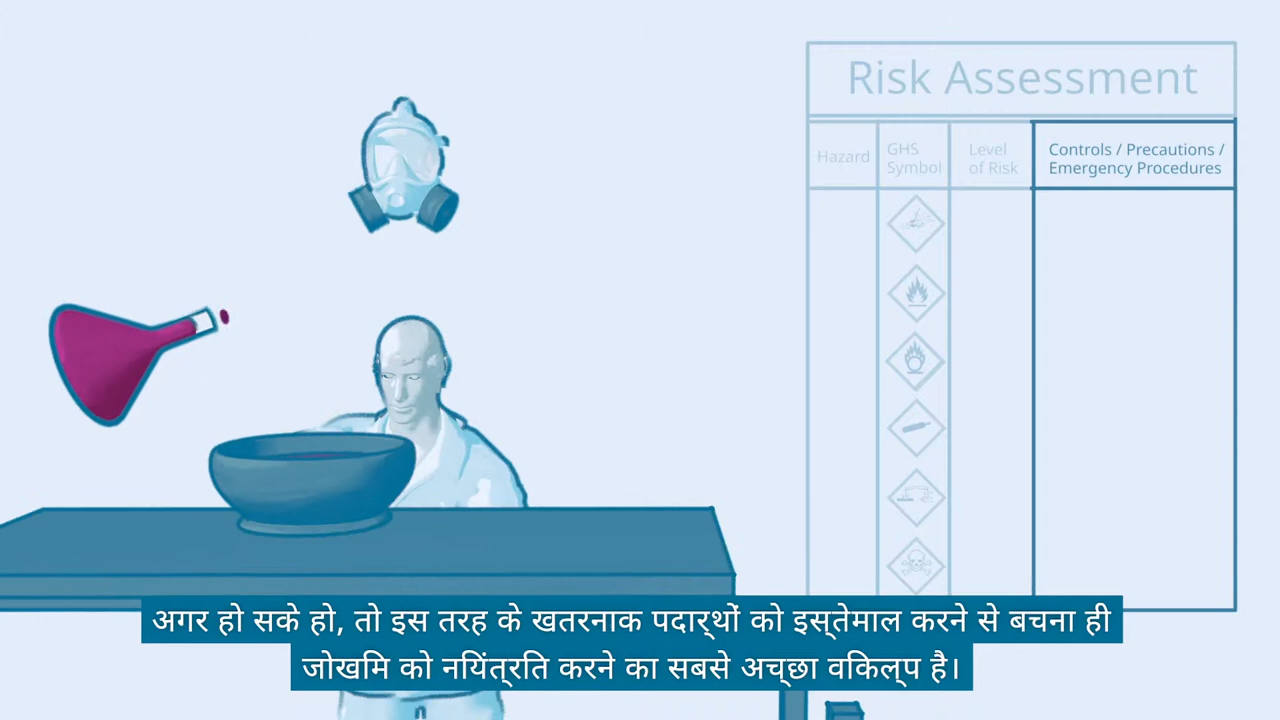 Risk Assessment
Hazard
GHS
Symbol
Level
of Risk
Controls / Precautions /
Emergency Procedures
अगर हो सके हो, तो इस तरह के खतरनाक पदार्थों को इस्तेमाल करने से बचना ही
जोखमि को नयिंत्रति करने का सबसे अच्छा वकिल्प है।